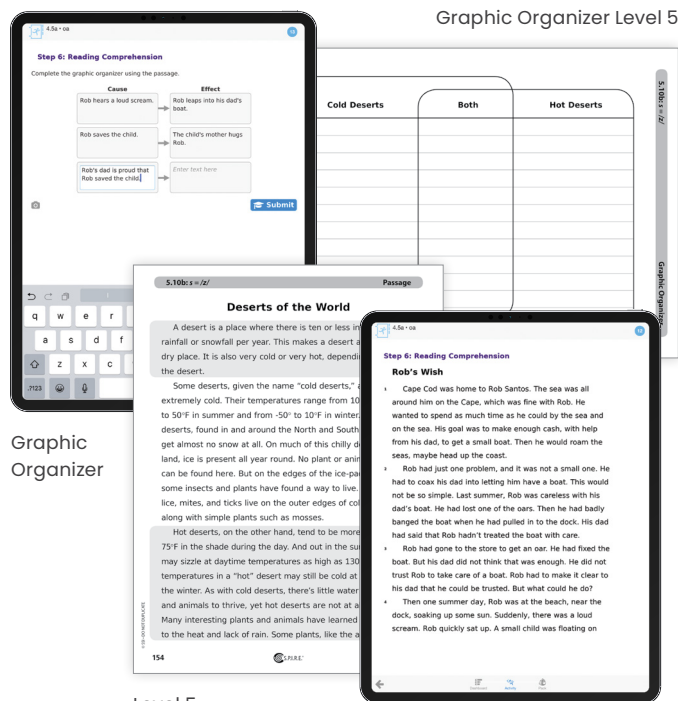 Graphic Organizer Level 5
4.5a • oa
12
Step 6: Reading Comprehension
Complete the graphic organizer using the passage.
Cause
Effect
Rob hears a loud scream.
Rob leaps into his dad's
boat.
Rob saves the child.
The child's mother hugs
Rob.
Rob's dad is proud that
Rob saved the child.
Enter text here
Submit
q w e r
a s d f
z x c
.?123
Graphic
Organizer
Cold Deserts
Both
Hot Deserts
5.10b: s = /z/
Graphic Organizer
5.10b: s = /z/
Passage
Deserts of the World
A desert is a place where there is ten or less in
rainfall or snowfall per year. This makes a desert a
dry place. It is also very cold or very hot, dependin
the desert.
Some deserts, given the name “cold deserts,” a
extremely cold. Their temperatures range from 10
to 50°F in summer and from -50° to 10°F in winter.
deserts, found in and around the North and South
get almost no snow at all. On much of this chilly d
land, ice is present all year round. No plant or anim
can be found here. But on the edges of the ice-pa
some insects and plants have found a way to live.
lice, mites, and ticks live on the outer edges of col
along with simple plants such as mosses.
Hot deserts, on the other hand, tend to be more
75°F in the shade during the day. And out in the su
may sizzle at daytime temperatures as high as 130
temperatures in a “hot” desert may still be cold at
the winter. As with cold deserts, there's little water
and animals to thrive, yet hot deserts are not at a
Many interesting plants and animals have learned
to the heat and lack of rain. Some plants, like the a
154
S.P.I.R.E.
4.5a • oa
12
Step 6: Reading Comprehension
Rob's Wish
1 Cape Cod was home to Rob Santos. The sea was all
around him on the Cape, which was fine with Rob. He
wanted to spend as much time as he could by the sea and
on the sea. His goal was to make enough cash, with help
from his dad, to get a small boat. Then he would roam the
seas, maybe head up the coast.
2 Rob had just one problem, and it was not a small one. He
had to coax his dad into letting him have a boat. This would
not be so simple. Last summer, Rob was careless with his
dad's boat. He had lost one of the oars. Then he had badly
banged the boat when he had pulled in to the dock. His dad
had said that Rob hadn't treated the boat with care.
3 Rob had gone to the store to get an oar. He had fixed the
boat. But his dad did not think that was enough. He did not
trust Rob to take care of a boat. Rob had to make it clear to
his dad that he could be trusted. But what could he do?
4 Then one summer day, Rob was at the beach, near the
dock, soaking up some sun. Suddenly, there was a loud
scream. Rob quickly sat up. A small child was floating on
Dashboard
Activity